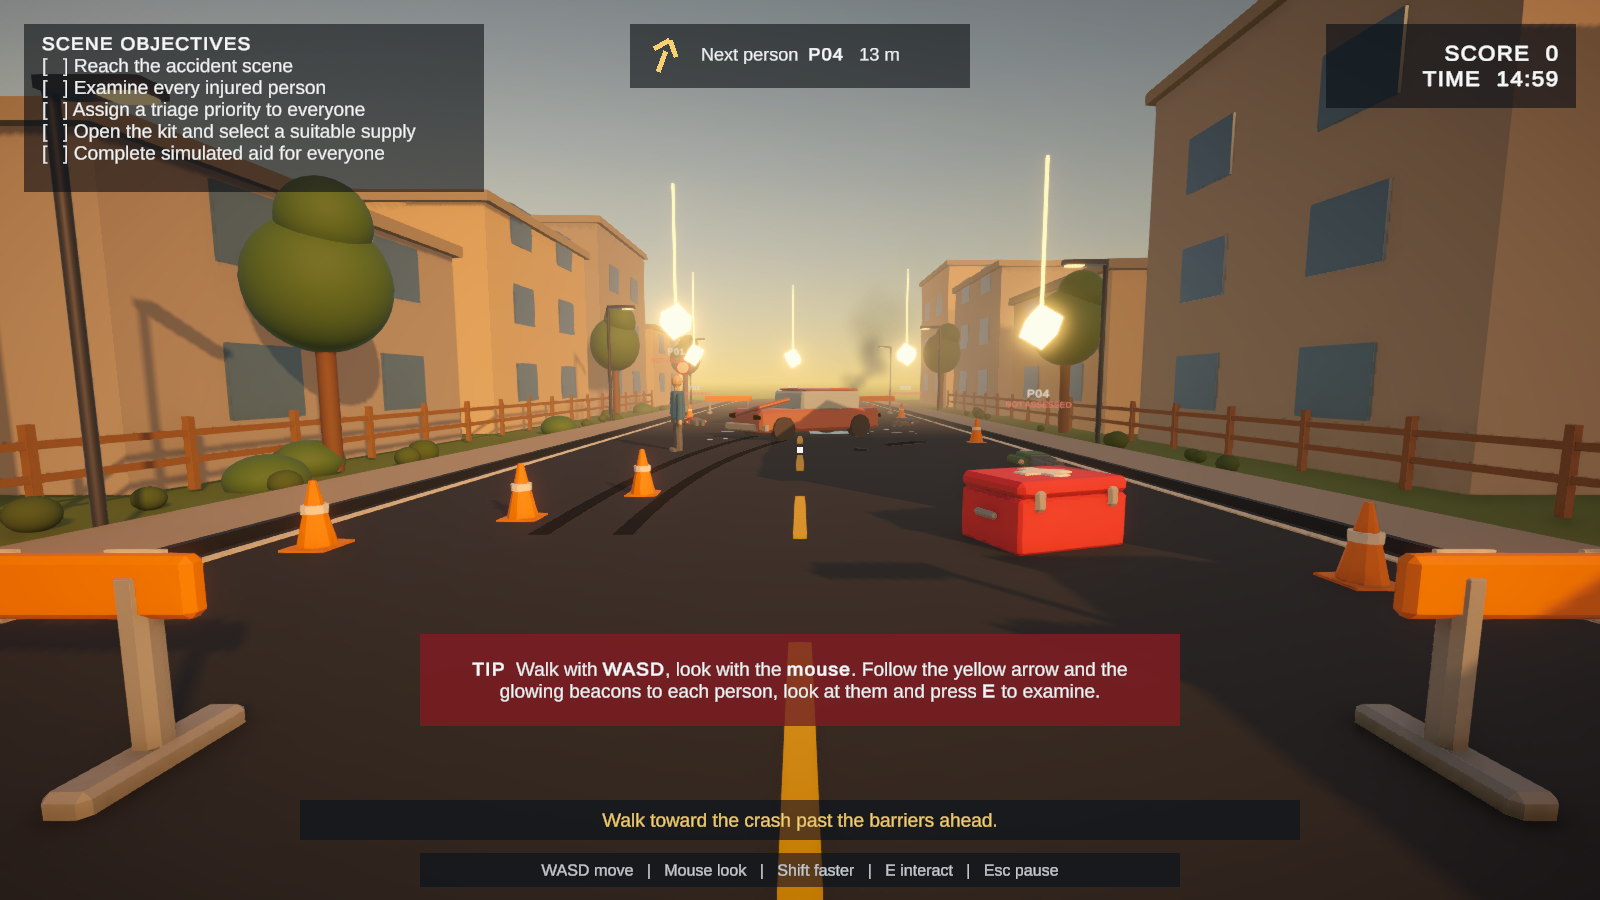 SCENE OBJECTIVES
[ ] Reach the accident scene
[ ] Examine every injured person
[ ] Assign a triage priority to everyone
[ ] Open the kit and select a suitable supply
[ ] Complete simulated aid for everyone
Next person P04 13 m
SCORE 0
TIME 14:59
P01
P04
NOT ASSESSED
TIP Walk with WASD, look with the mouse. Follow the yellow arrow and the
glowing beacons to each person, look at them and press E to examine.
Walk toward the crash past the barriers ahead.
WASD move | Mouse look | Shift faster | E interact | Esc pause